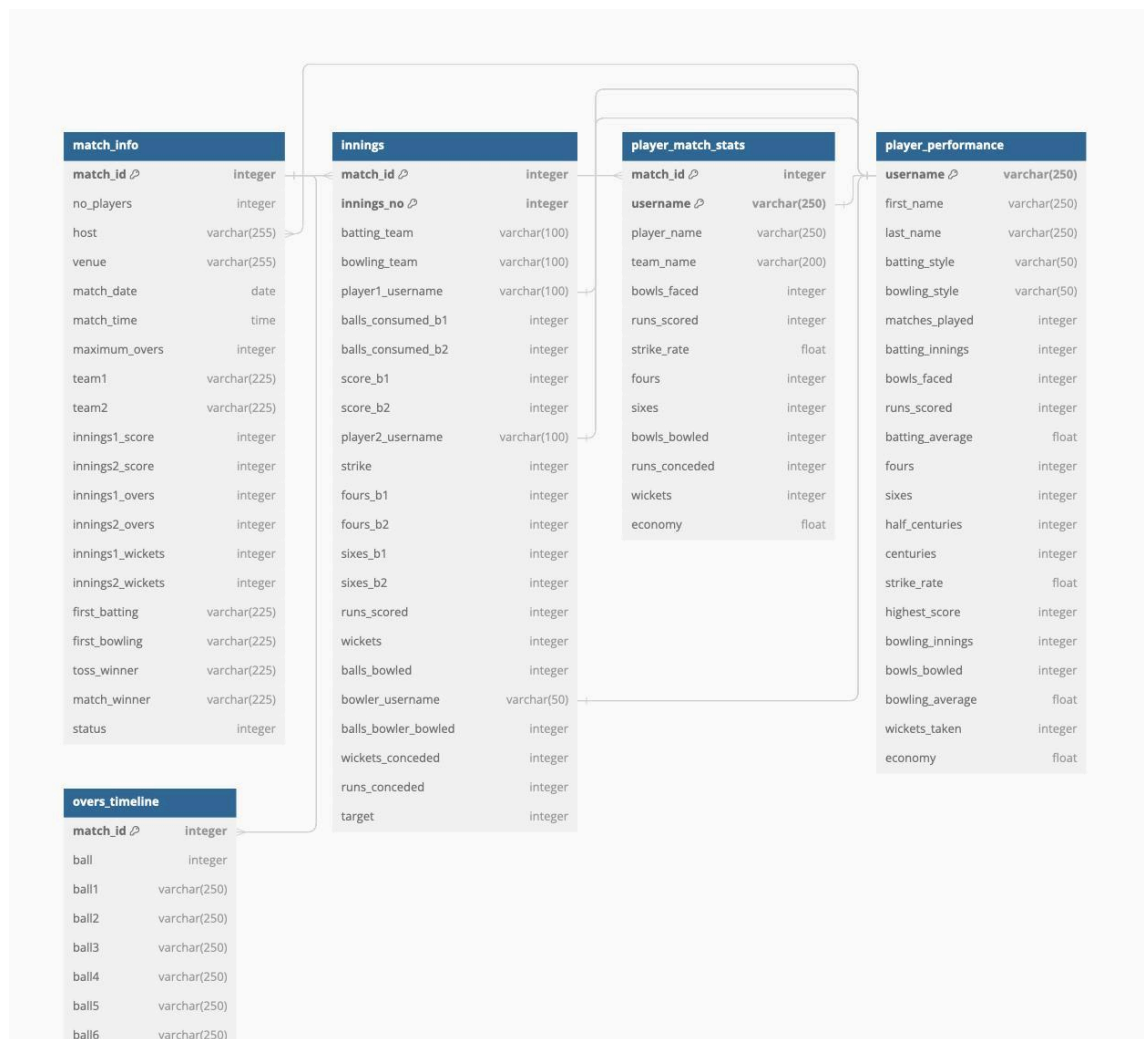 match_info
match_id integer
no_players integer
host varchar(255)
venue varchar(255)
match_date date
match_time time
maximum_overs integer
team1 varchar(225)
team2 varchar(225)
innings1_score integer
innings2_score integer
innings1_overs integer
innings2_overs integer
innings1_wickets integer
innings2_wickets integer
first_batting varchar(225)
first_bowling varchar(225)
toss_winner varchar(225)
match_winner varchar(225)
status integer
innings
match_id integer
innings_no integer
batting_team varchar(100)
bowling_team varchar(100)
player1_username varchar(100)
balls_consumed_b1 integer
balls_consumed_b2 integer
score_b1 integer
score_b2 integer
player2_username varchar(100)
strike integer
fours_b1 integer
fours_b2 integer
sixes_b1 integer
sixes_b2 integer
runs_scored integer
wickets integer
balls_bowled integer
bowler_username varchar(50)
balls_bowler_bowled integer
wickets_conceded integer
runs_conceded integer
target integer
player_match_stats
match_id integer
username varchar(250)
player_name varchar(250)
team_name varchar(200)
bowls_faced integer
runs_scored integer
strike_rate float
fours integer
sixes integer
bowls_bowled integer
runs_conceded integer
wickets integer
economy float
player_performance
username varchar(250)
first_name varchar(250)
last_name varchar(250)
batting_style varchar(50)
bowling_style varchar(50)
matches_played integer
batting_innings integer
bowls_faced integer
runs_scored integer
batting_average float
fours integer
sixes integer
half_centuries integer
centuries integer
strike_rate float
highest_score integer
bowling_innings integer
bowls_bowled integer
bowling_average float
wickets_taken integer
economy float
overs_timeline
match_id integer
ball integer
ball1 varchar(250)
ball2 varchar(250)
ball3 varchar(250)
ball4 varchar(250)
ball5 varchar(250)
ball6 varchar(250)